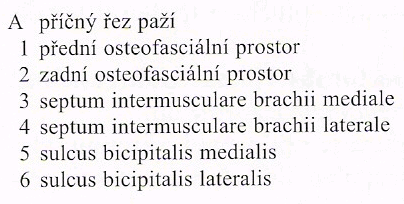 A příčný řez paží
1 přední osteofasciální prostor
2 zadní osteofasciální prostor
3 septum intermusculare brachii mediale
4 septum intermusculare brachii laterale
5 sulcus bicipitalis medialis
6 sulcus bicipitalis lateralis